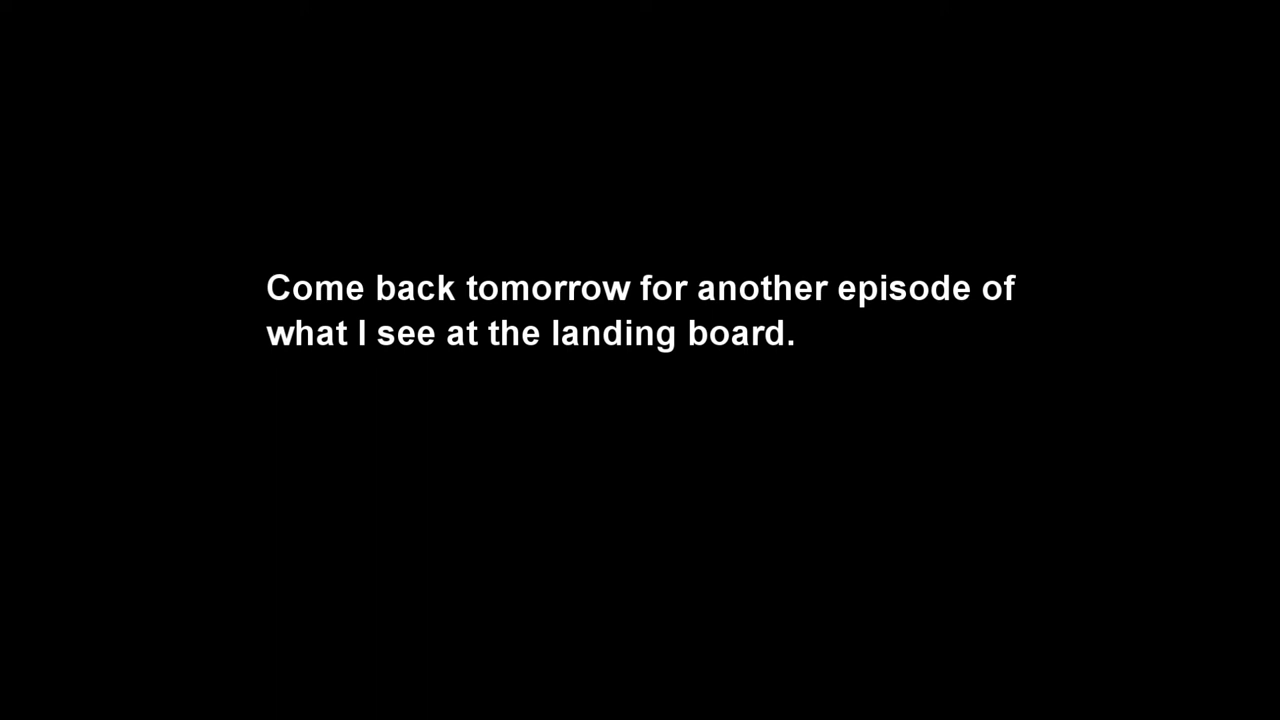 Come back tomorrow for another episode of
what I see at the landing board.